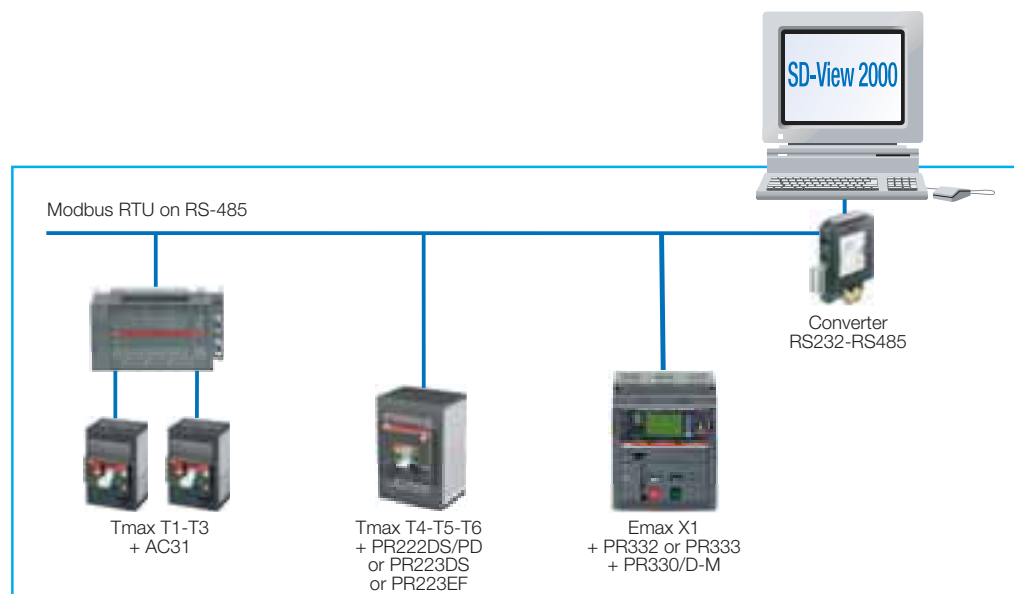 SD-View 2000
Modbus RTU on RS-485
Converter
RS232-RS485
Tmax T1-T3
+ AC31
Tmax T4-T5-T6
+ PR222DS/PD
or PR223DS
or PR223EF
Emax X1
+ PR332 or PR333
+ PR330/D-M